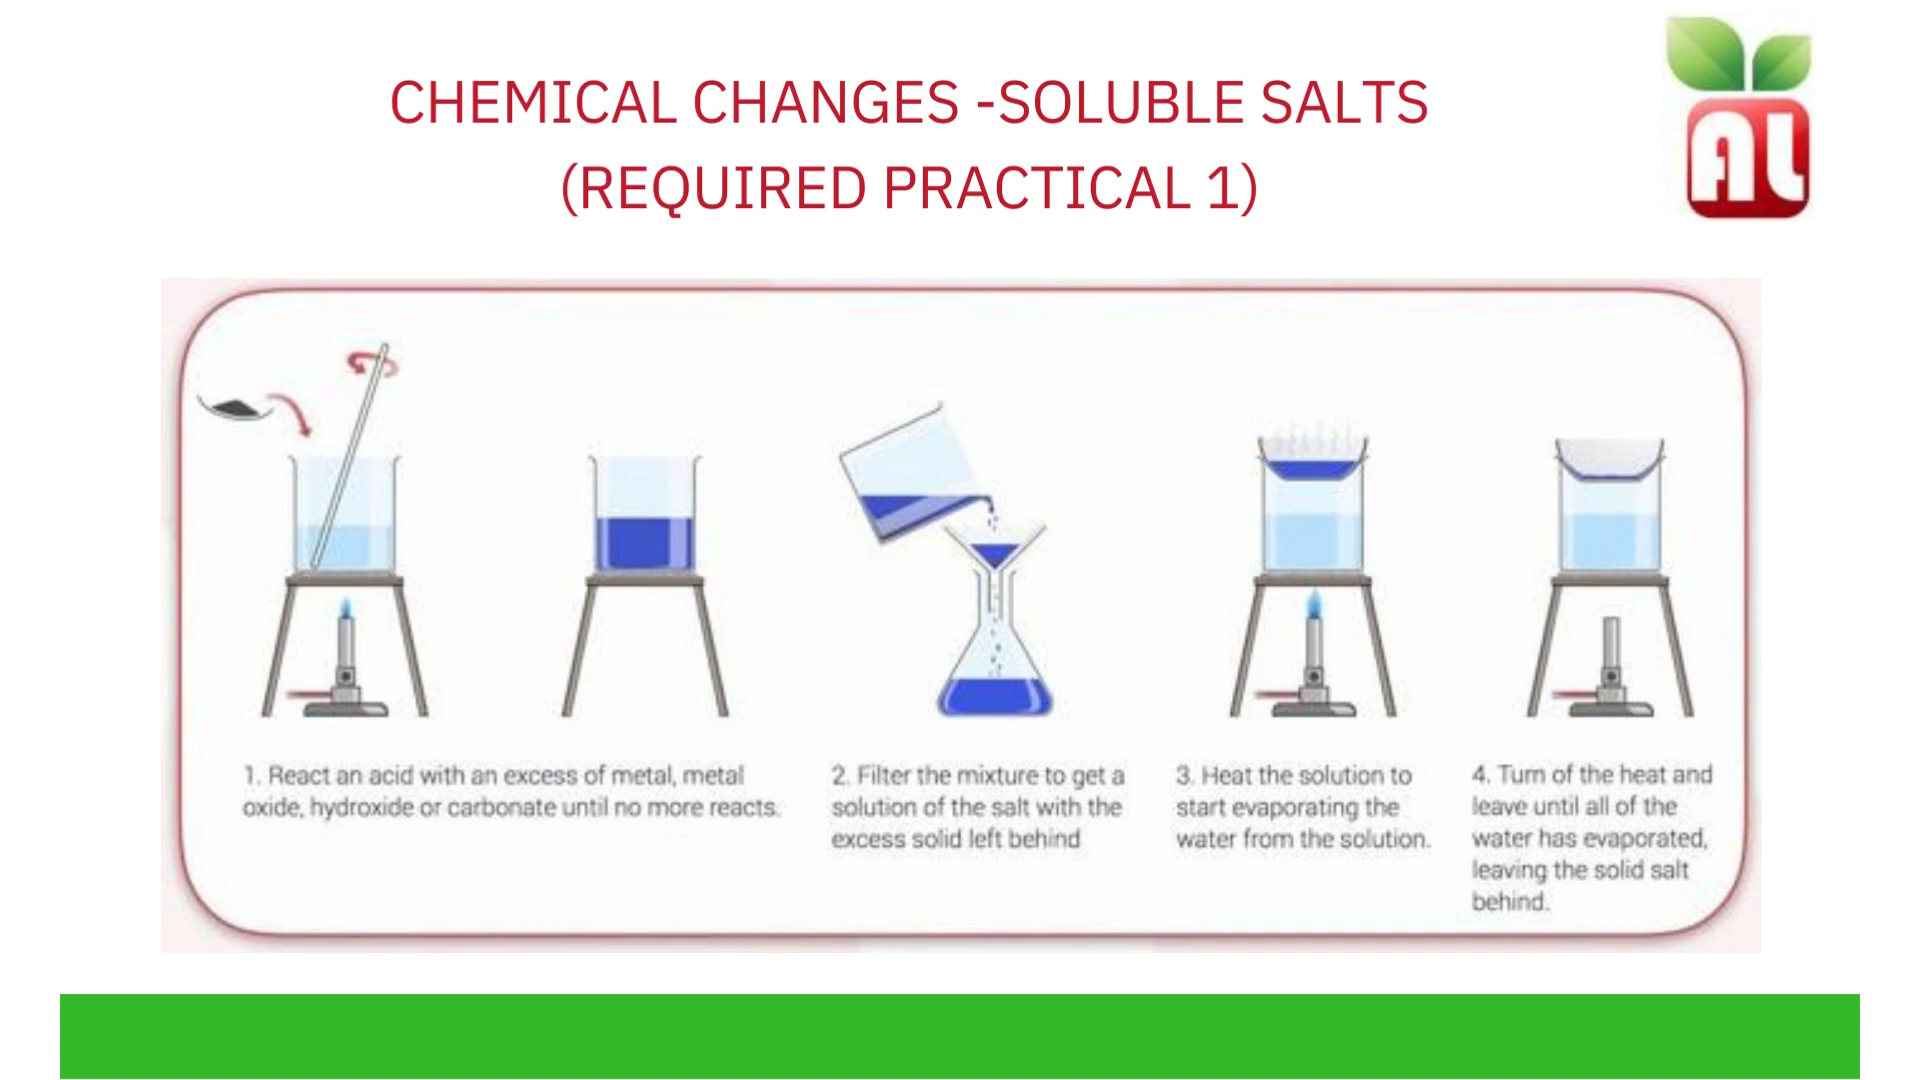 CHEMICAL CHANGES -SOLUBLE SALTS
(REQUIRED PRACTICAL 1)
AL
1. React an acid with an excess of metal, metal
oxide, hydroxide or carbonate until no more reacts.
2. Filter the mixture to get a
solution of the salt with the
excess solid left behind
3. Heat the solution to
start evaporating the
water from the solution.
4. Turn of the heat and
leave until all of the
water has evaporated,
leaving the solid salt
behind.